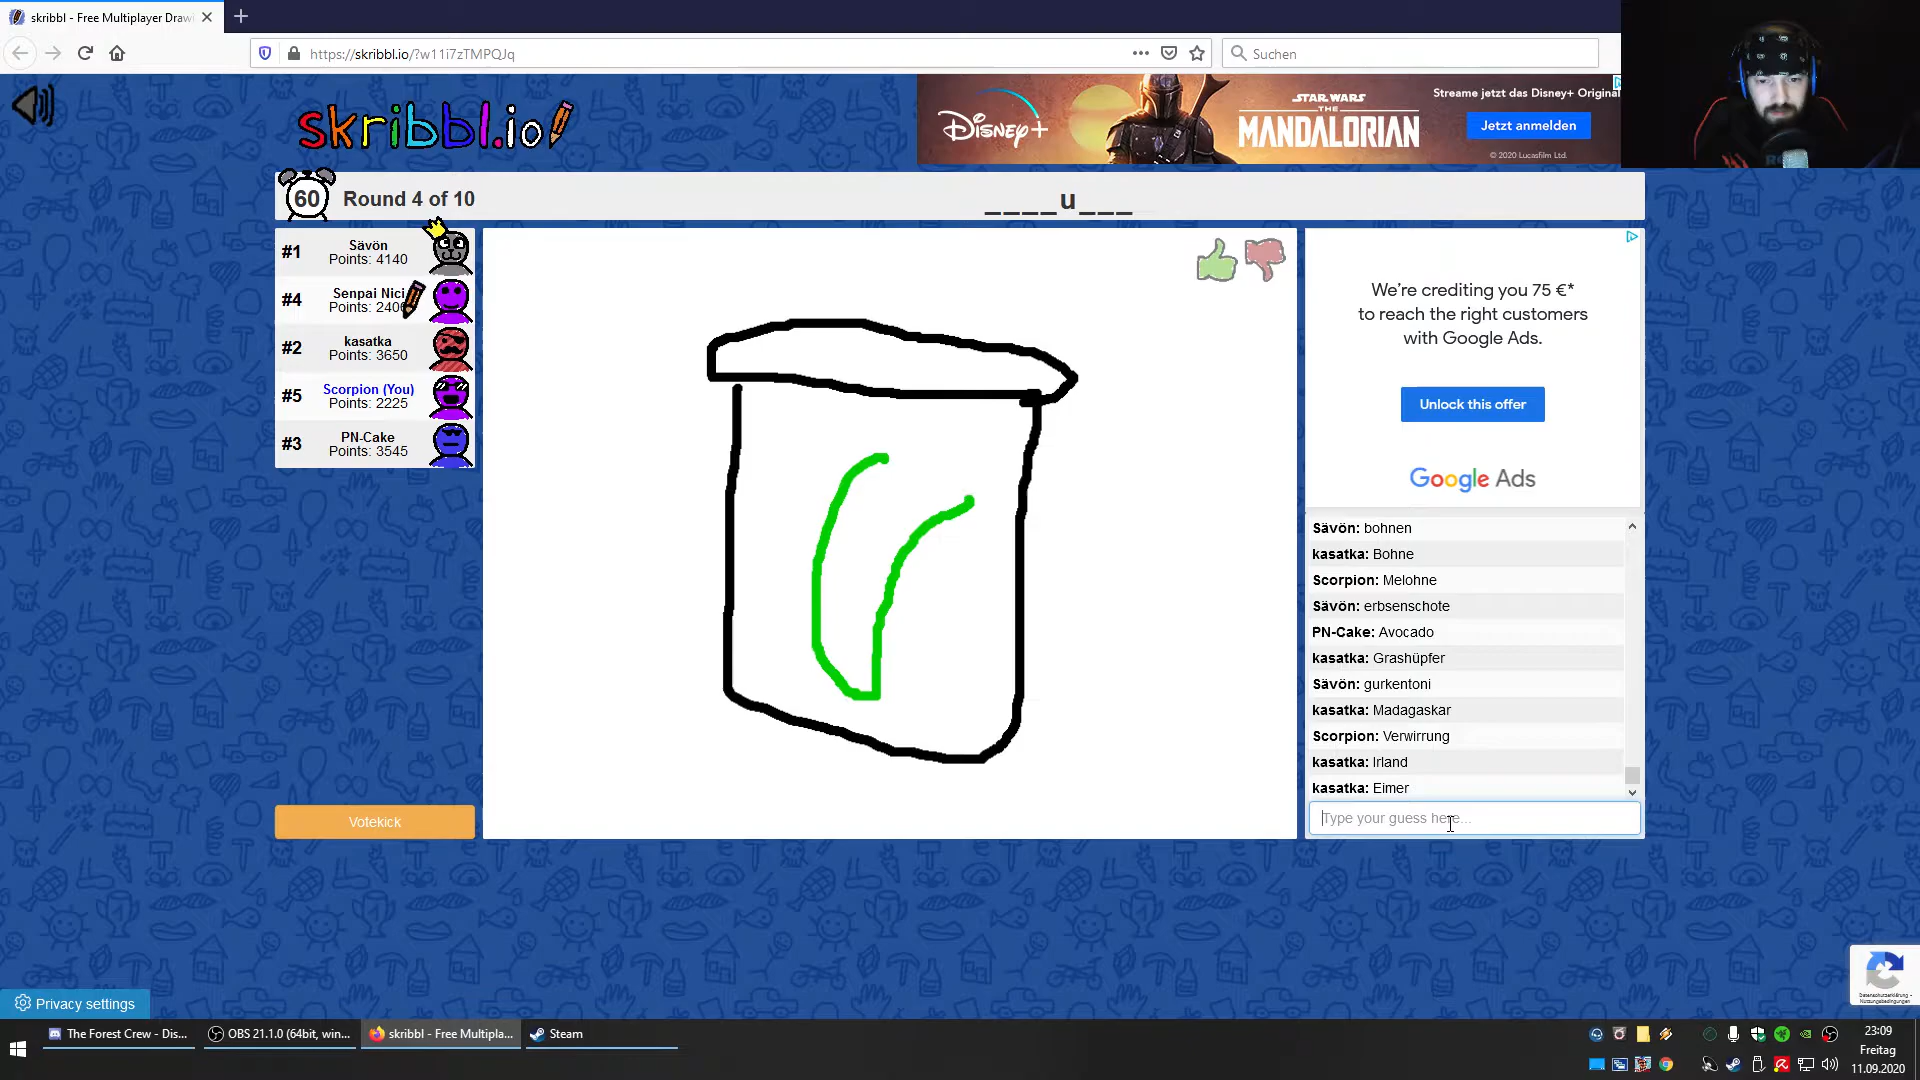 skribbl - Free Multiplayer Drawi
https://skribbl.io/?w11i7zTMPQJq
Suchen
skribbl.io
Disney+
STAR WARS
THE
MANDALORIAN
Streame jetzt das Disney+ Original
Jetzt anmelden
© 2020 Lucasfilm Ltd.
60
Round 4 of 10
____u___
#1
Sävön
Points: 4140
#4
Senpai Nici
Points: 2406
#2
kasatka
Points: 3650
#5
Scorpion (You)
Points: 2225
#3
PN-Cake
Points: 3545
Votekick
We're crediting you 75 €*
to reach the right customers
with Google Ads.
Unlock this offer
Google Ads
Sävön: bohnen
kasatka: Bohne
Scorpion: Melohne
Sävön: erbsenschote
PN-Cake: Avocado
kasatka: Grashüpfer
Sävön: gurkentoni
kasatka: Madagaskar
Scorpion: Verwirrung
kasatka: Irland
kasatka: Eimer
Type your guess here...
Datenschutzerklärung -
Nutzungsbedingungen
Privacy settings
The Forest Crew - Dis...
OBS 21.1.0 (64bit, win...
skribbl - Free Multipla...
Steam
23:09
Freitag
11.09.2020